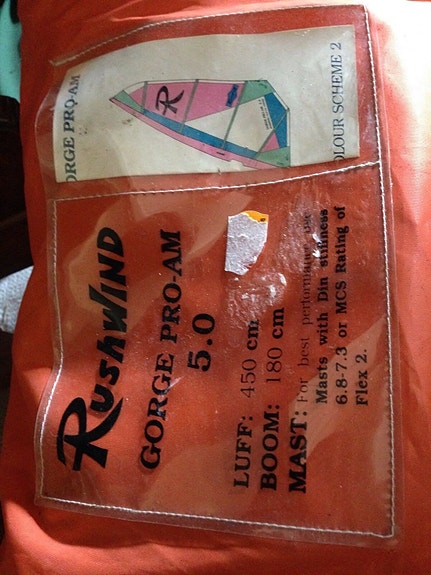 RUSHWIND
GORGE PRO-AM
5.0
LUFF: 450 cm
BOOM: 180 cm
MAST: For best performance use
Masts with Din stiffness
6.8-7.3 or MCS Rating of
Flex 2.
ORGE PRO-AM
R
OLOUR SCHEME 2